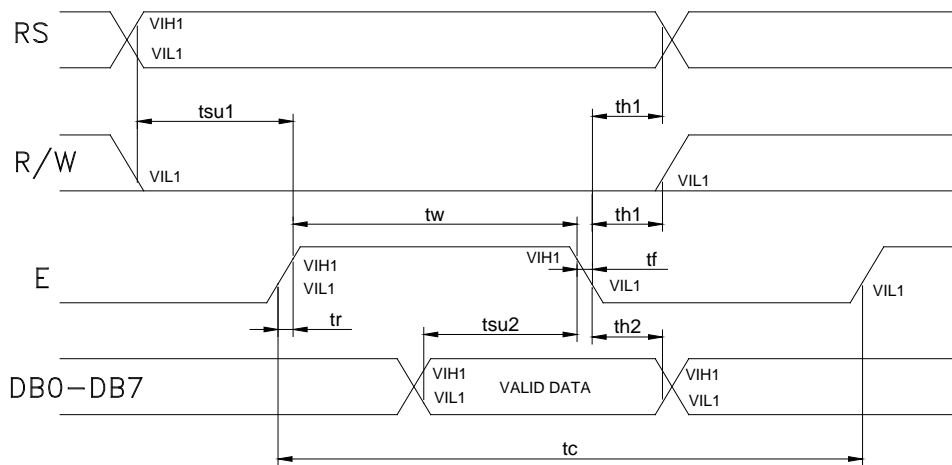 RS
VIH1
VIL1
tsu1
th1
R/W
VIL1
VIL1
tw
th1
E
VIH1
VIL1
VIH1
tf
VIL1
VIL1
tr
tsu2
th2
DB0-DB7
VIH1
VIL1
VALID DATA
VIH1
VIL1
tc